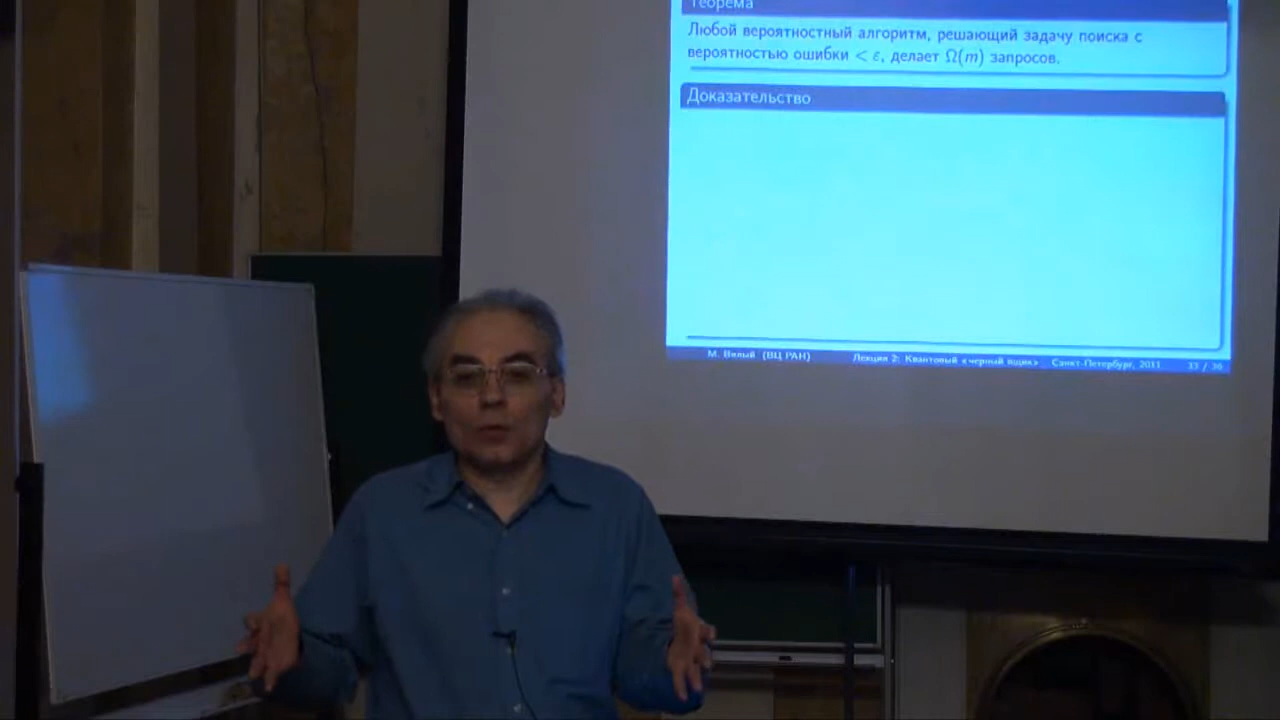 Теорема
Любой вероятностный алгоритм, решающий задачу поиска с
вероятностью ошибки < ε, делает Ω(m) запросов.
Доказательство
М. Вялый (ВЦ РАН) Лекция 2: Квантовый «черный ящик» Санкт-Петербург, 2011 33 / 36